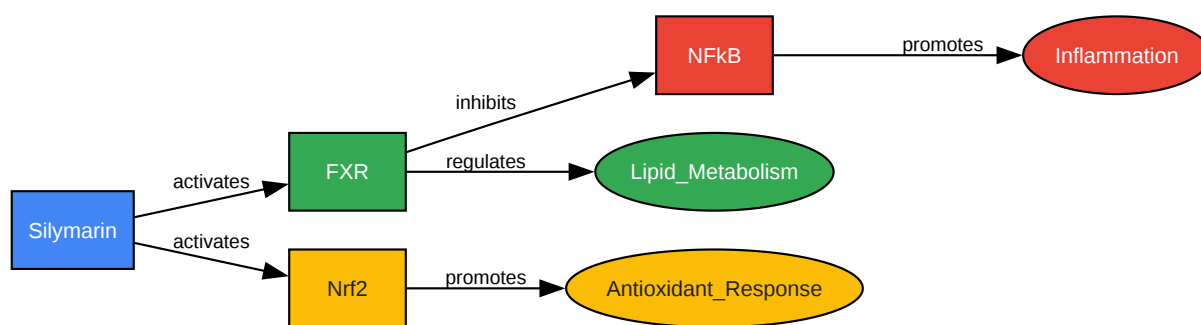 NFkB
promotes
Inflammation
inhibits
FXR
regulates
Lipid_Metabolism
activates
Silymarin
activates
Nrf2
promotes
Antioxidant_Response